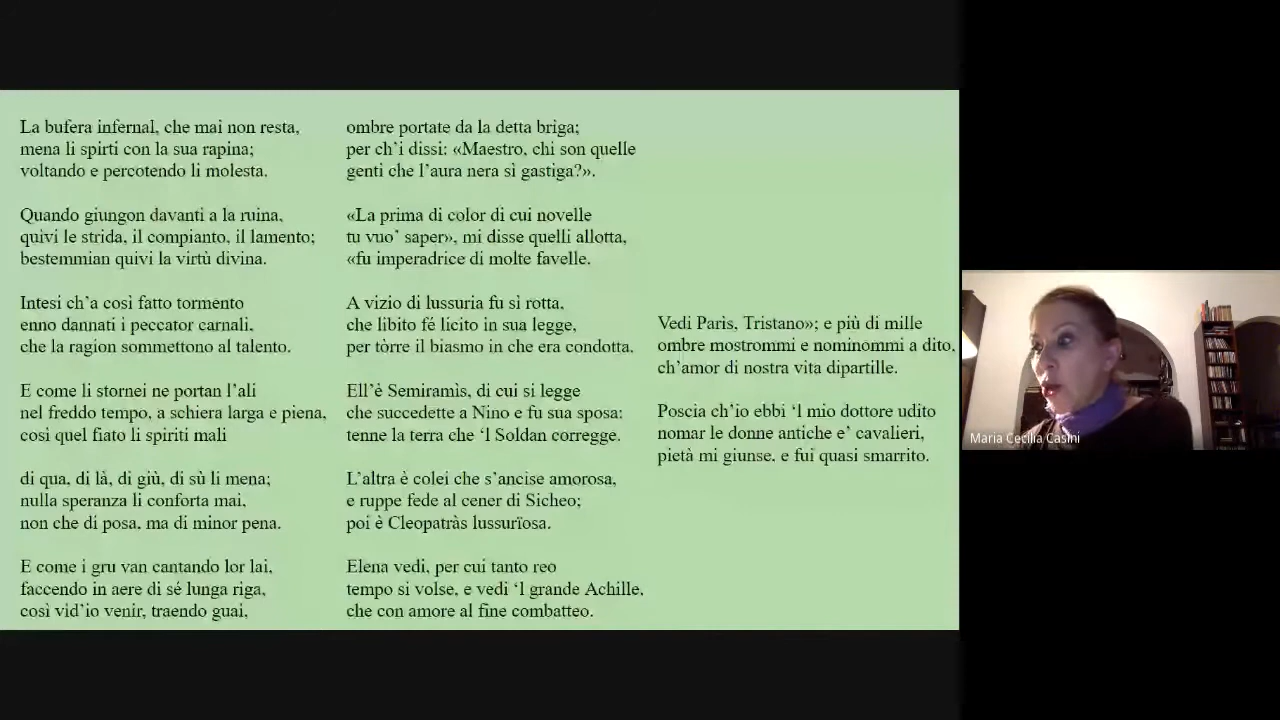 La bufera infernal, che mai non resta,
mena li spirti con la sua rapina;
voltando e percotendo li molesta.
Quando giungon davanti a la ruina,
quivi le strida, il compianto, il lamento;
bestemmian quivi la virtù divina.
Intesi ch'a così fatto tormento
enno dannati i peccator carnali,
che la ragion sommettono al talento.
E come li stornei ne portan l'ali
nel freddo tempo, a schiera larga e piena,
così quel fiato li spiriti mali
di qua, di là, di giù, di sù li mena;
nulla speranza li conforta mai,
non che di posa, ma di minor pena.
E come i gru van cantando lor lai,
faccendo in aere di sé lunga riga,
così vid'io venir, traendo guai,
ombre portate da la detta briga;
per ch'i dissi: «Maestro, chi son quelle
genti che l'aura nera sì gastiga?».
«La prima di color di cui novelle
tu vuo' saper», mi disse quelli allotta,
«fu imperadrice di molte favelle.
A vizio di lussuria fu sì rotta,
che libito fé licito in sua legge,
per tòrre il biasmo in che era condotta.
Ell'è Semiramìs, di cui si legge
che succedette a Nino e fu sua sposa:
tenne la terra che 'l Soldan corregge.
L'altra è colei che s'ancise amorosa,
e ruppe fede al cener di Sicheo;
poi è Cleopatràs lussurïosa.
Elena vedi, per cui tanto reo
tempo si volse, e vedi 'l grande Achille,
che con amore al fine combatteo.
Vedi Parìs, Tristano»; e più di mille
ombre mostrommi e nominommi a dito,
ch'amor di nostra vita dipartille.
Poscia ch'io ebbi 'l mio dottore udito
nomar le donne antiche e' cavalieri,
pietà mi giunse, e fui quasi smarrito.
Maria Cecilia Casini